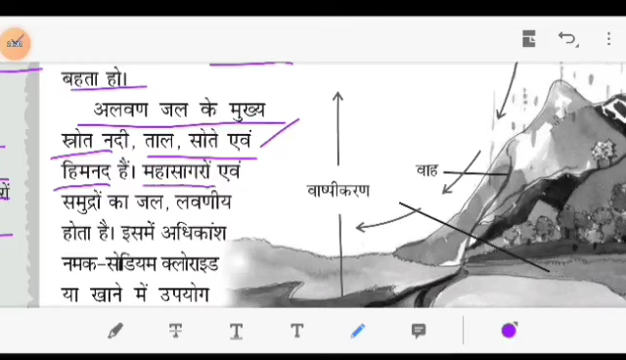 बहता हो।
अलवण जल के मुख्य
स्रोत नदी, ताल, सोते एवं
हिमनद हैं। महासागरों एवं
समुद्रों का जल, लवणीय
होता है। इसमें अधिकांश
नमक-सोडियम क्लोराइड
या खाने में उपयोग
वाह
वाष्पीकरण